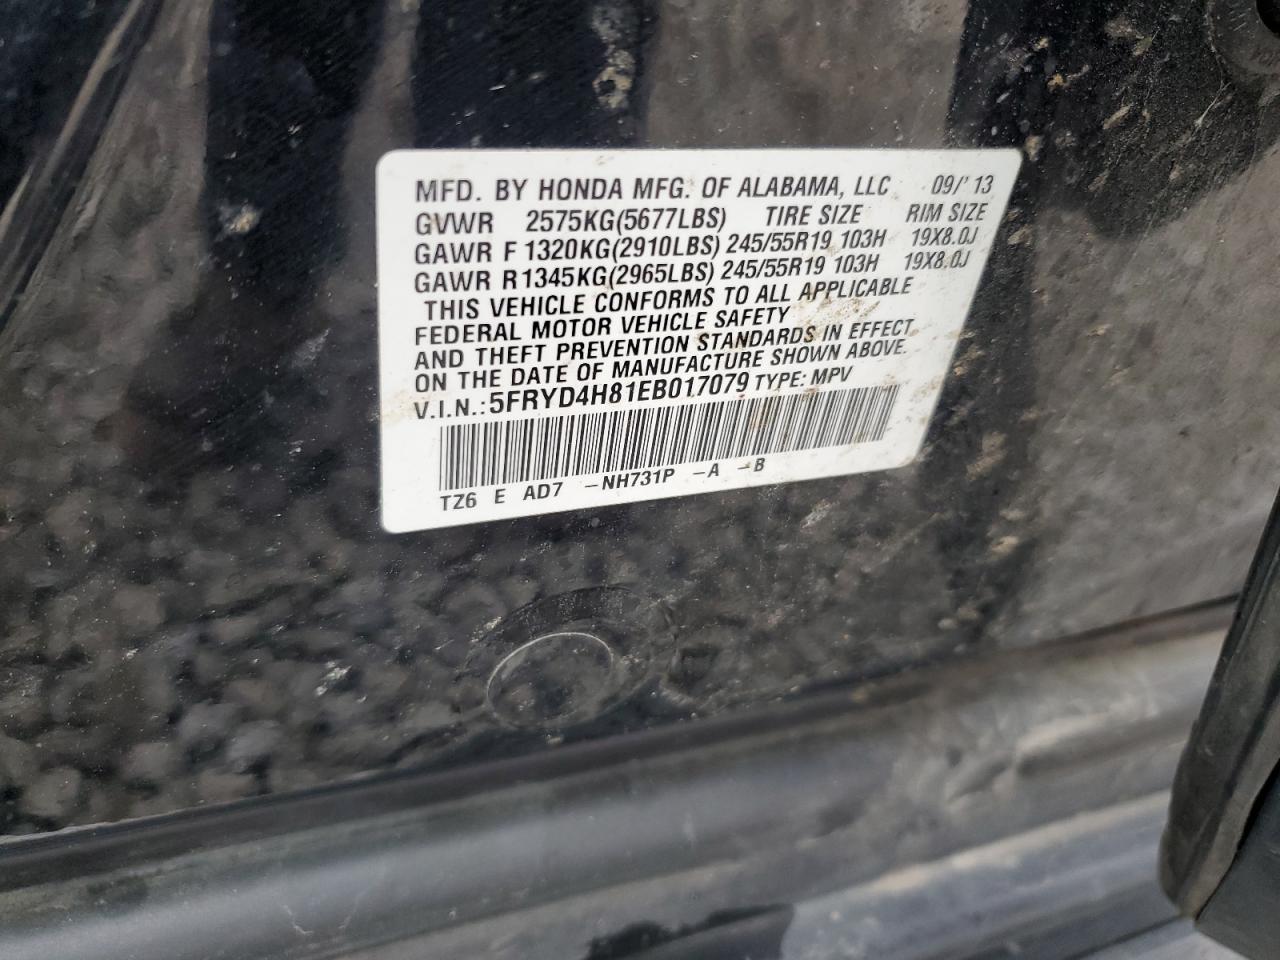 MFD. BY HONDA MFG. OF ALABAMA, LLC 09/'13
GVWR 2575KG(5677LBS) TIRE SIZE RIM SIZE
GAWR F 1320KG(2910LBS) 245/55R19 103H 19X8.0J
GAWR R 1345KG(2965LBS) 245/55R19 103H 19X8.0J
THIS VEHICLE CONFORMS TO ALL APPLICABLE
FEDERAL MOTOR VEHICLE SAFETY
AND THEFT PREVENTION STANDARDS IN EFFECT
ON THE DATE OF MANUFACTURE SHOWN ABOVE.
V.I.N.:5FRYD4H81EB017079 TYPE: MPV
TZ6 E AD7 -NH731P -A -B